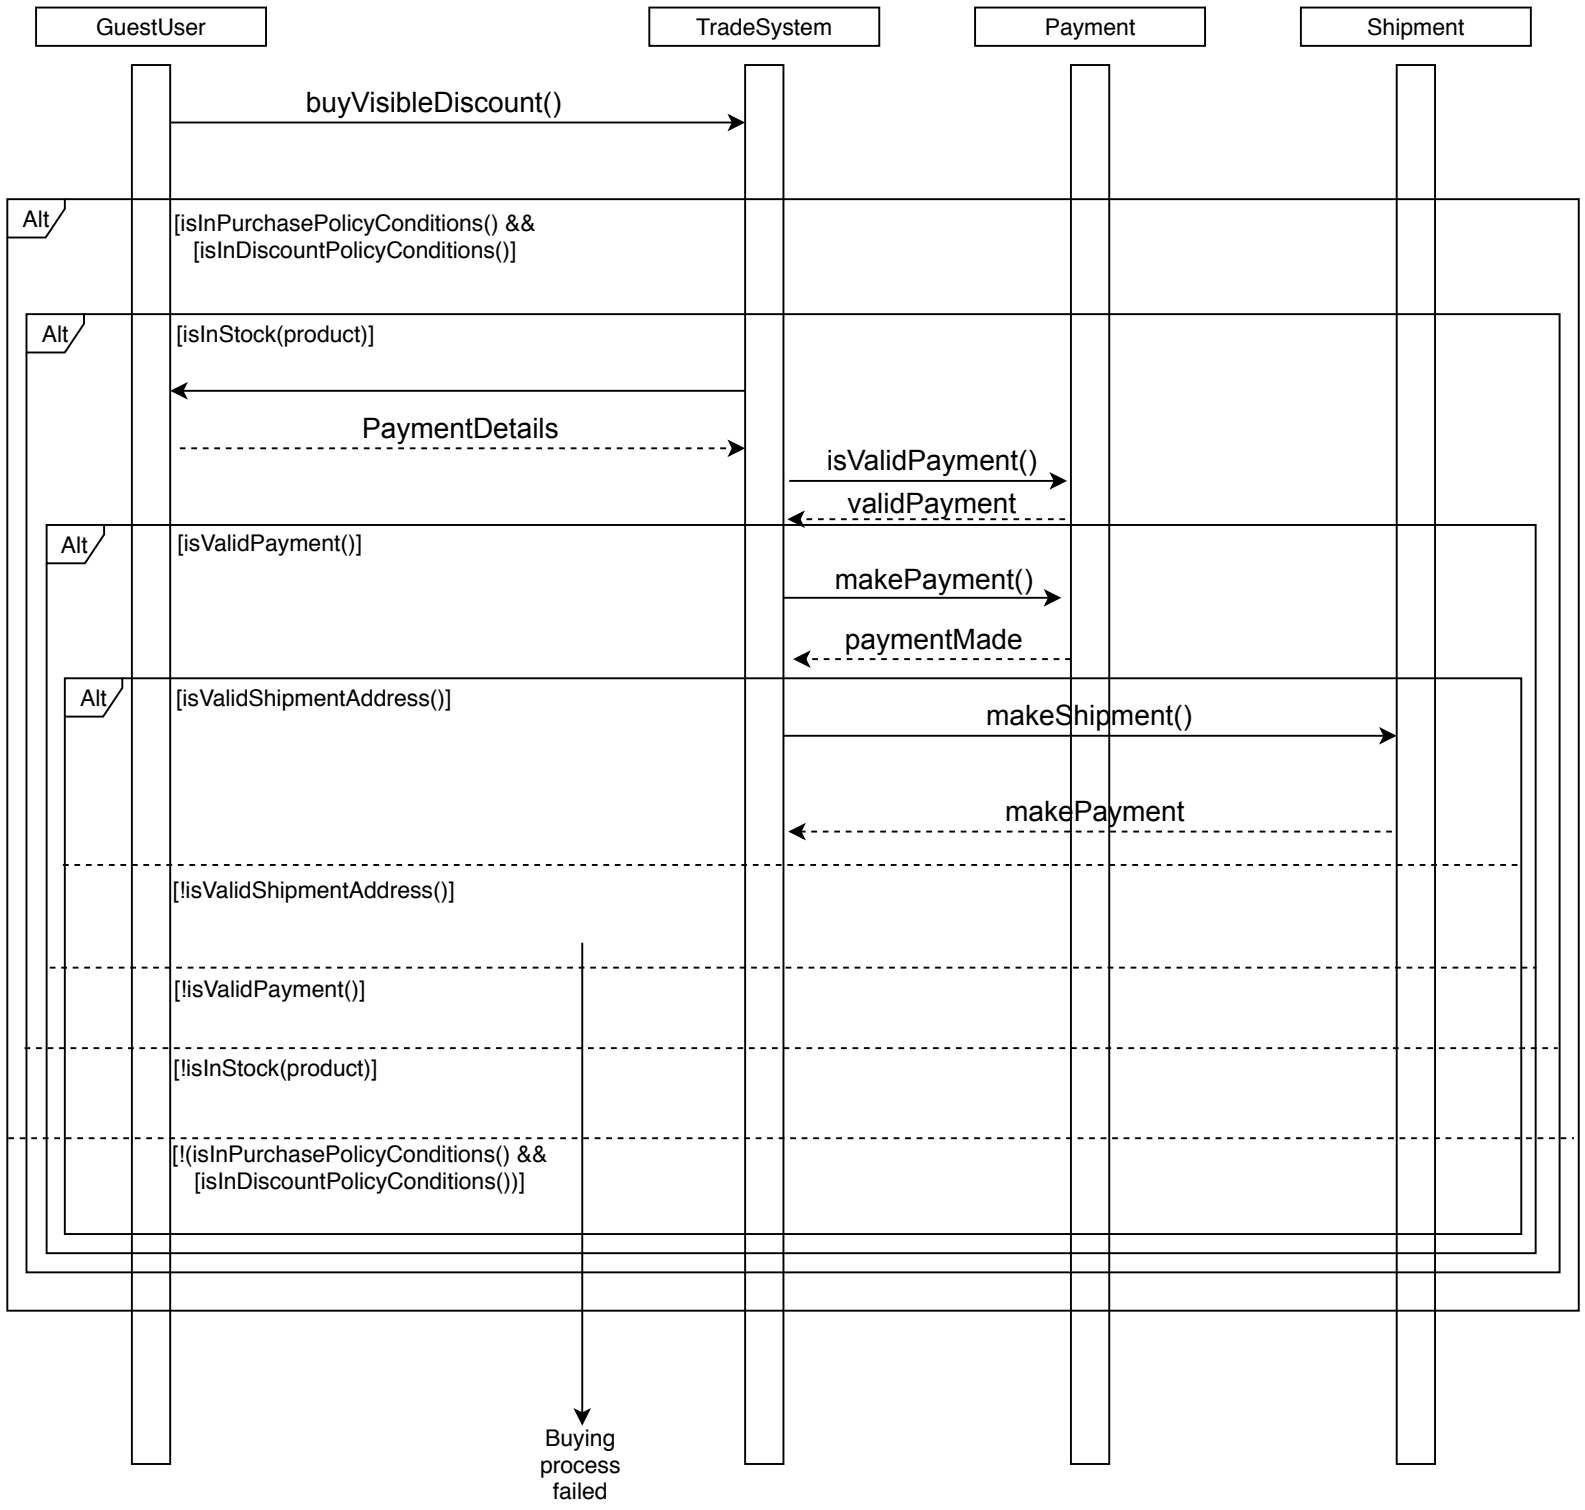 GuestUser
TradeSystem
Payment
Shipment
buyVisibleDiscount()
Alt
[isInPurchasePolicyConditions() &&
[isInDiscountPolicyConditions()]
Alt
[isInStock(product)]
PaymentDetails
isValidPayment()
validPayment
Alt
[isValidPayment()]
makePayment()
paymentMade
Alt
[isValidShipmentAddress()]
makeShipment()
makePayment
[!isValidShipmentAddress()]
[!isValidPayment()]
[!isInStock(product)]
[!(isInPurchasePolicyConditions() &&
[isInDiscountPolicyConditions())]
Buying
process
failed